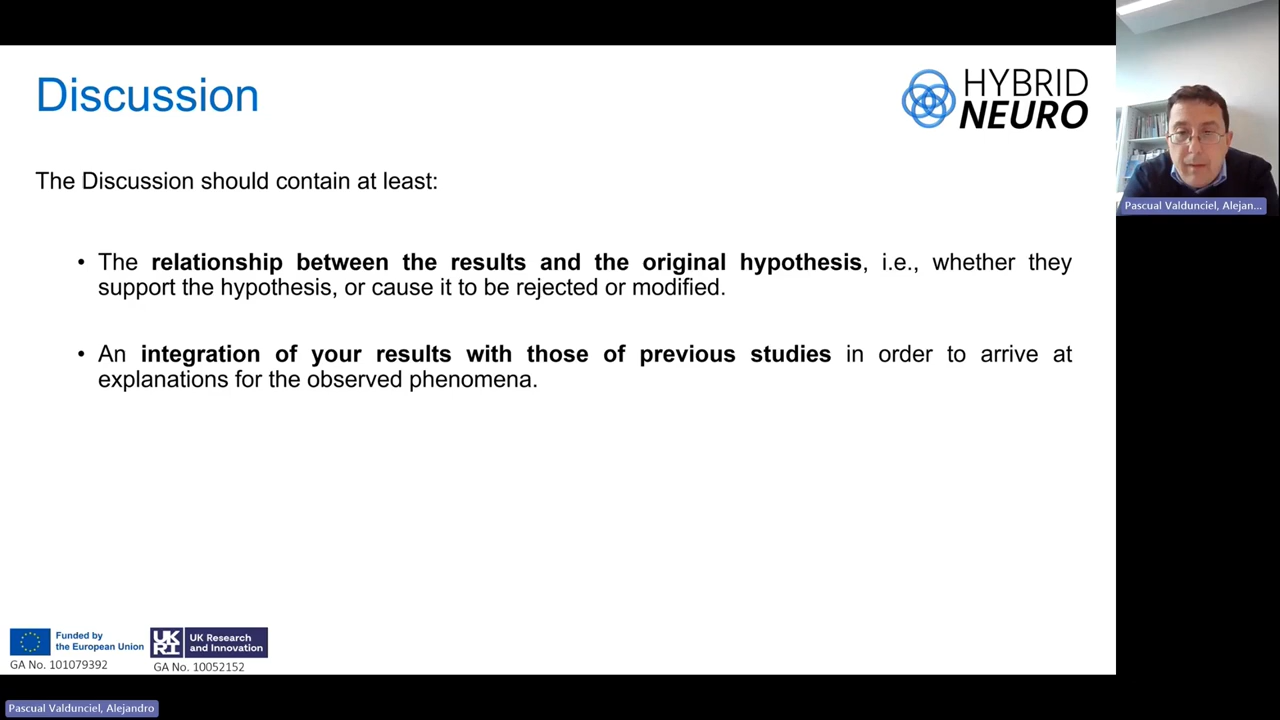 Discussion
HYBRID
NEURO
The Discussion should contain at least:
• The relationship between the results and the original hypothesis, i.e., whether they
support the hypothesis, or cause it to be rejected or modified.
• An integration of your results with those of previous studies in order to arrive at
explanations for the observed phenomena.
Pascual Valdunciel, Alejan...
Funded by
the European Union
GA No. 101079392
UKRI
UK Research
and Innovation
GA No. 10052152
Pascual Valdunciel, Alejandro